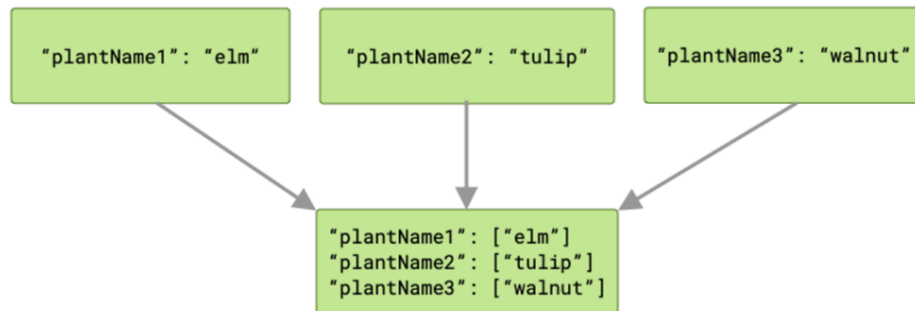 “plantName1”: “elm”
“plantName2”: “tulip”
“plantName3”: “walnut”
“plantName1”: [“elm”]
“plantName2”: [“tulip”]
“plantName3”: [“walnut”]